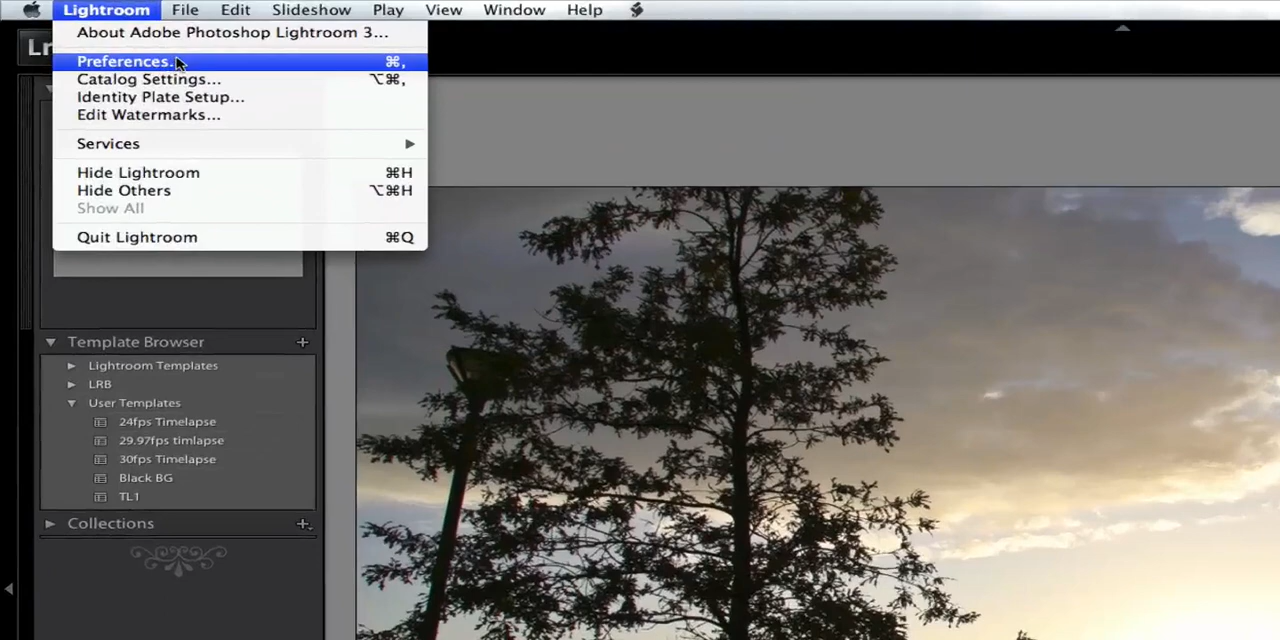 Lightroom File Edit Slideshow Play View Window Help
About Adobe Photoshop Lightroom 3...
Lr
Preferences... ⌘,
Catalog Settings... ⌥⌘,
Identity Plate Setup...
Edit Watermarks...
Services
Hide Lightroom ⌘H
Hide Others ⌥⌘H
Show All
Quit Lightroom ⌘Q
Template Browser +
Lightroom Templates
LRB
User Templates
24fps Timelapse
29.97fps timlapse
30fps Timelapse
Black BG
TL1
Collections +